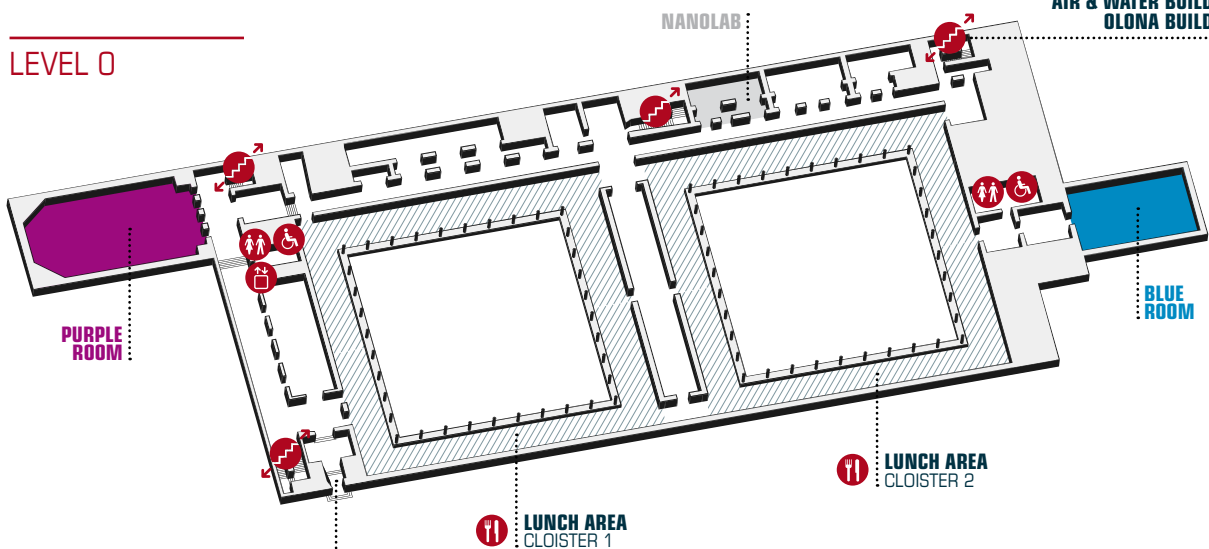 AIR & WATER BUILD
OLONA BUILD
NANOLAB
LEVEL 0
PURPLE
ROOM
BLUE
ROOM
LUNCH AREA
CLOISTER 2
LUNCH AREA
CLOISTER 1